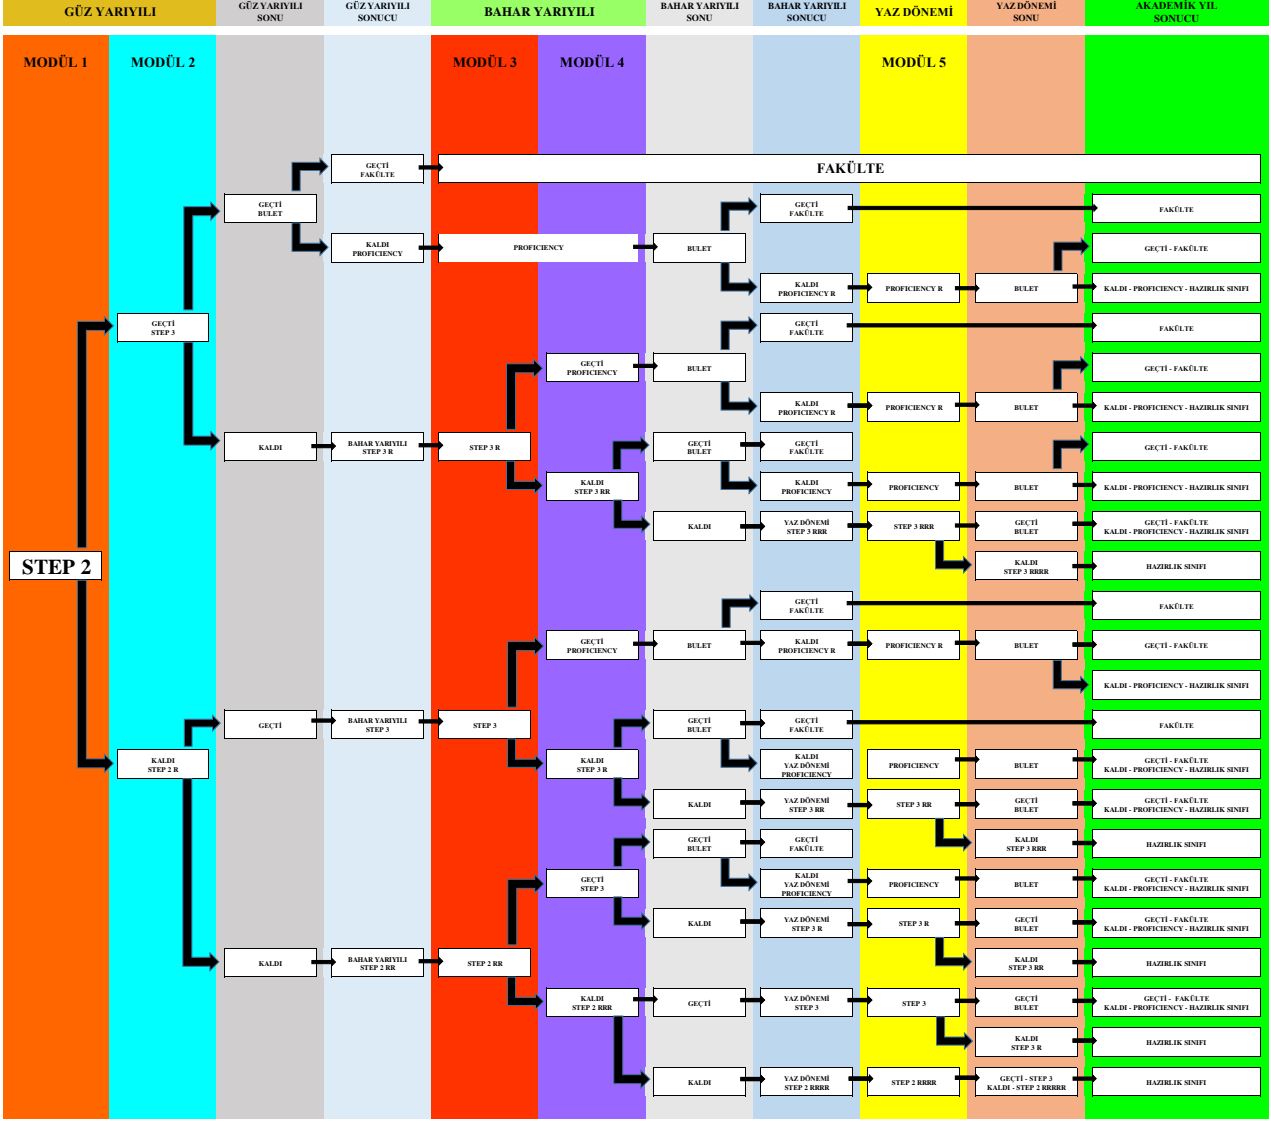 GÜZ YARIYILI
GÜZ YARIYILI
SONU
GÜZ YARIYILI
SONUCU
BAHAR YARIYILI
BAHAR YARIYILI
SONU
BAHAR YARIYILI
SONUCU
YAZ DÖNEMİ
YAZ DÖNEMİ
SONU
AKADEMİK YIL
SONUCU
MODÜL 1
MODÜL 2
MODÜL 3
MODÜL 4
MODÜL 5
GEÇTİ
FAKÜLTE
FAKÜLTE
GEÇTİ
BULET
GEÇTİ
FAKÜLTE
FAKÜLTE
KALDI
PROFICIENCY
PROFICIENCY
BULET
GEÇTİ - FAKÜLTE
KALDI
PROFICIENCY R
PROFICIENCY R
BULET
KALDI - PROFICIENCY - HAZIRLIK SINIFI
GEÇTİ
STEP 3
GEÇTİ
FAKÜLTE
FAKÜLTE
GEÇTİ
PROFICIENCY
BULET
GEÇTİ - FAKÜLTE
KALDI
PROFICIENCY R
PROFICIENCY R
BULET
KALDI - PROFICIENCY - HAZIRLIK SINIFI
KALDI
BAHAR YARIYILI
STEP 3 R
STEP 3 R
GEÇTİ
BULET
GEÇTİ
FAKÜLTE
GEÇTİ - FAKÜLTE
KALDI
STEP 3 RR
KALDI
PROFICIENCY
PROFICIENCY
BULET
KALDI - PROFICIENCY - HAZIRLIK SINIFI
KALDI
YAZ DÖNEMİ
STEP 3 RRR
STEP 3 RRR
GEÇTİ
BULET
GEÇTİ - FAKÜLTE
KALDI - PROFICIENCY - HAZIRLIK SINIFI
STEP 2
KALDI
STEP 3 RRRR
HAZIRLIK SINIFI
GEÇTİ
FAKÜLTE
FAKÜLTE
GEÇTİ
PROFICIENCY
BULET
KALDI
PROFICIENCY R
PROFICIENCY R
BULET
GEÇTİ - FAKÜLTE
KALDI - PROFICIENCY - HAZIRLIK SINIFI
GEÇTİ
BAHAR YARIYILI
STEP 3
STEP 3
GEÇTİ
BULET
GEÇTİ
FAKÜLTE
FAKÜLTE
KALDI
STEP 2 R
KALDI
STEP 3 R
KALDI
YAZ DÖNEMİ
PROFICIENCY
PROFICIENCY
BULET
GEÇTİ - FAKÜLTE
KALDI - PROFICIENCY - HAZIRLIK SINIFI
KALDI
YAZ DÖNEMİ
STEP 3 RR
STEP 3 RR
GEÇTİ
BULET
GEÇTİ - FAKÜLTE
KALDI - PROFICIENCY - HAZIRLIK SINIFI
GEÇTİ
BULET
GEÇTİ
FAKÜLTE
KALDI
STEP 3 RRR
HAZIRLIK SINIFI
GEÇTİ
STEP 3
KALDI
YAZ DÖNEMİ
PROFICIENCY
PROFICIENCY
BULET
GEÇTİ - FAKÜLTE
KALDI - PROFICIENCY - HAZIRLIK SINIFI
KALDI
YAZ DÖNEMİ
STEP 3 R
STEP 3 R
GEÇTİ
BULET
GEÇTİ - FAKÜLTE
KALDI - PROFICIENCY - HAZIRLIK SINIFI
KALDI
BAHAR YARIYILI
STEP 2 RR
STEP 2 RR
KALDI
STEP 3 RR
HAZIRLIK SINIFI
KALDI
STEP 2 RRR
GEÇTİ
YAZ DÖNEMİ
STEP 3
STEP 3
GEÇTİ
BULET
GEÇTİ - FAKÜLTE
KALDI - PROFICIENCY - HAZIRLIK SINIFI
KALDI
STEP 3 R
HAZIRLIK SINIFI
KALDI
YAZ DÖNEMİ
STEP 2 RRRR
STEP 2 RRRR
GEÇTİ - STEP 3
KALDI - STEP 2 RRRRR
HAZIRLIK SINIFI